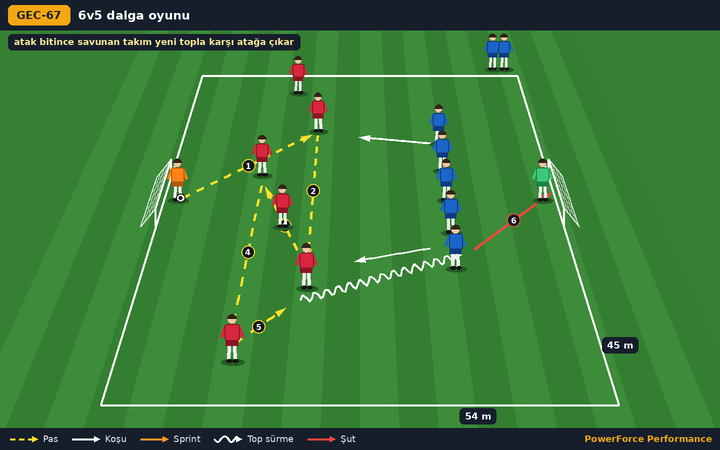 GEC-67 6v5 dalga oyunu
atak bitince savunan takım yeni topla karşı atağa çıkar
1
2
4
5
6
45 m
54 m
Pas Koşu Sprint Top sürme Şut PowerForce Performance